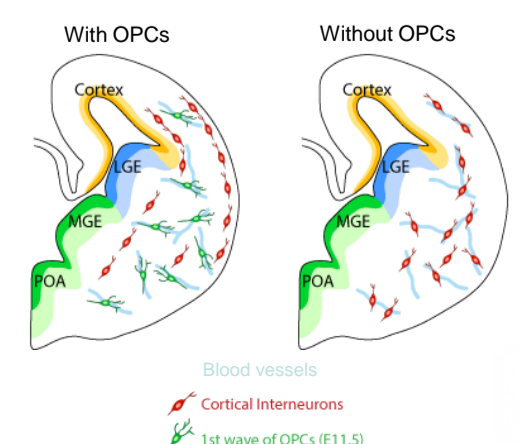 With OPCs
Without OPCs
Cortex
LGE
MGE
POA
Cortex
LGE
MGE
POA
Blood vessels
Cortical Interneurons
1st wave of OPCs (E11.5)